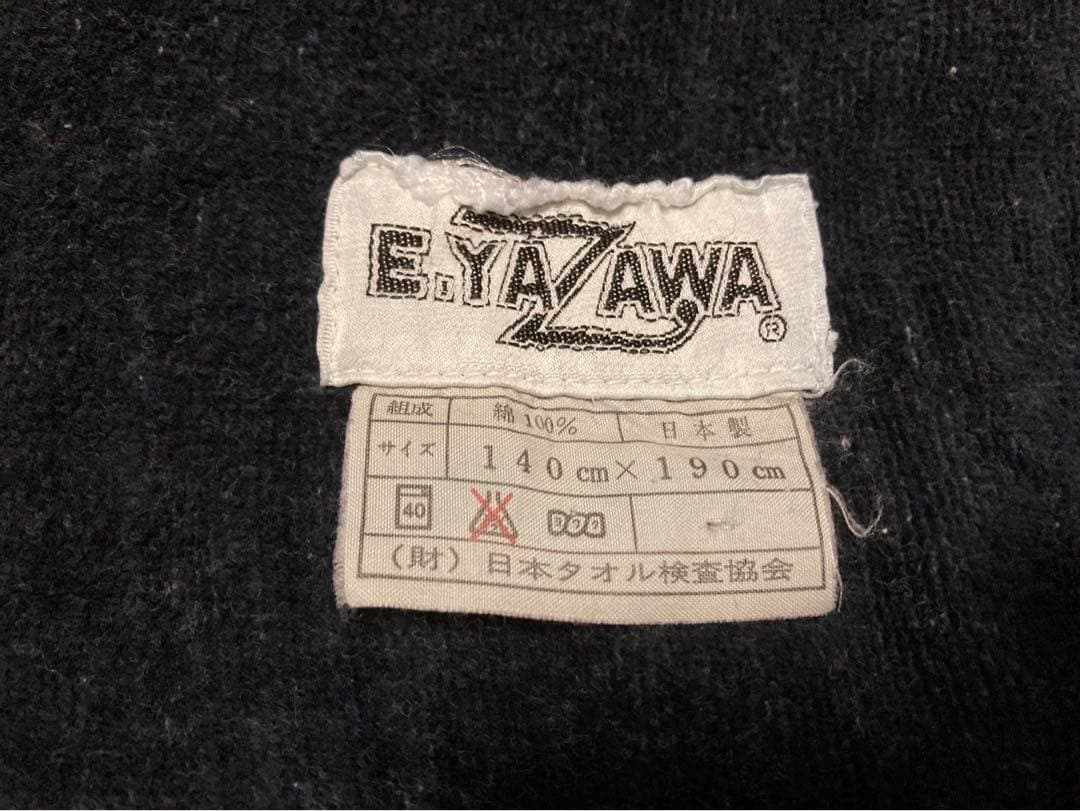 E.YAZAWA®
組成 綿 100% 日本製
サイズ 140cm×190cm
40
(財)日本タオル検査協会